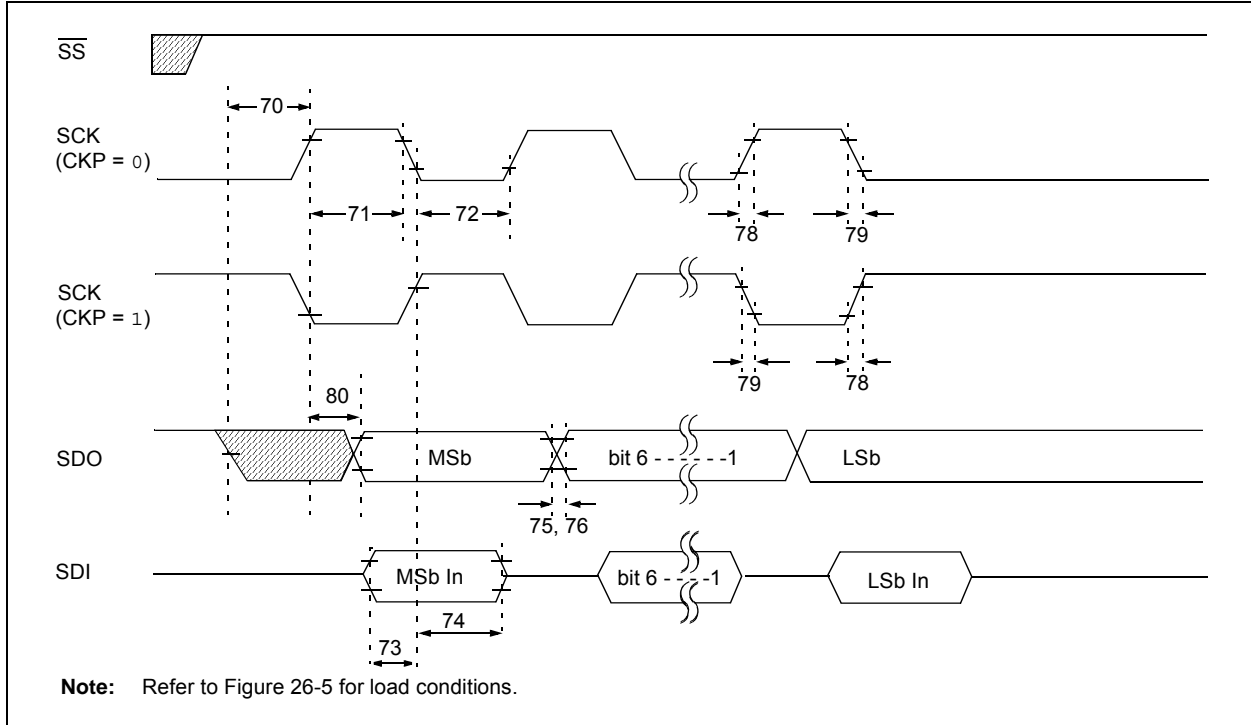 SS
70
SCK
(CKP = 0)
71
72
78
79
SCK
(CKP = 1)
79
78
80
SDO
MSb
bit 6 - - - - - -1
LSb
75, 76
SDI
MSb In
bit 6 - - - - -1
LSb In
74
73
Note: Refer to Figure 26-5 for load conditions.